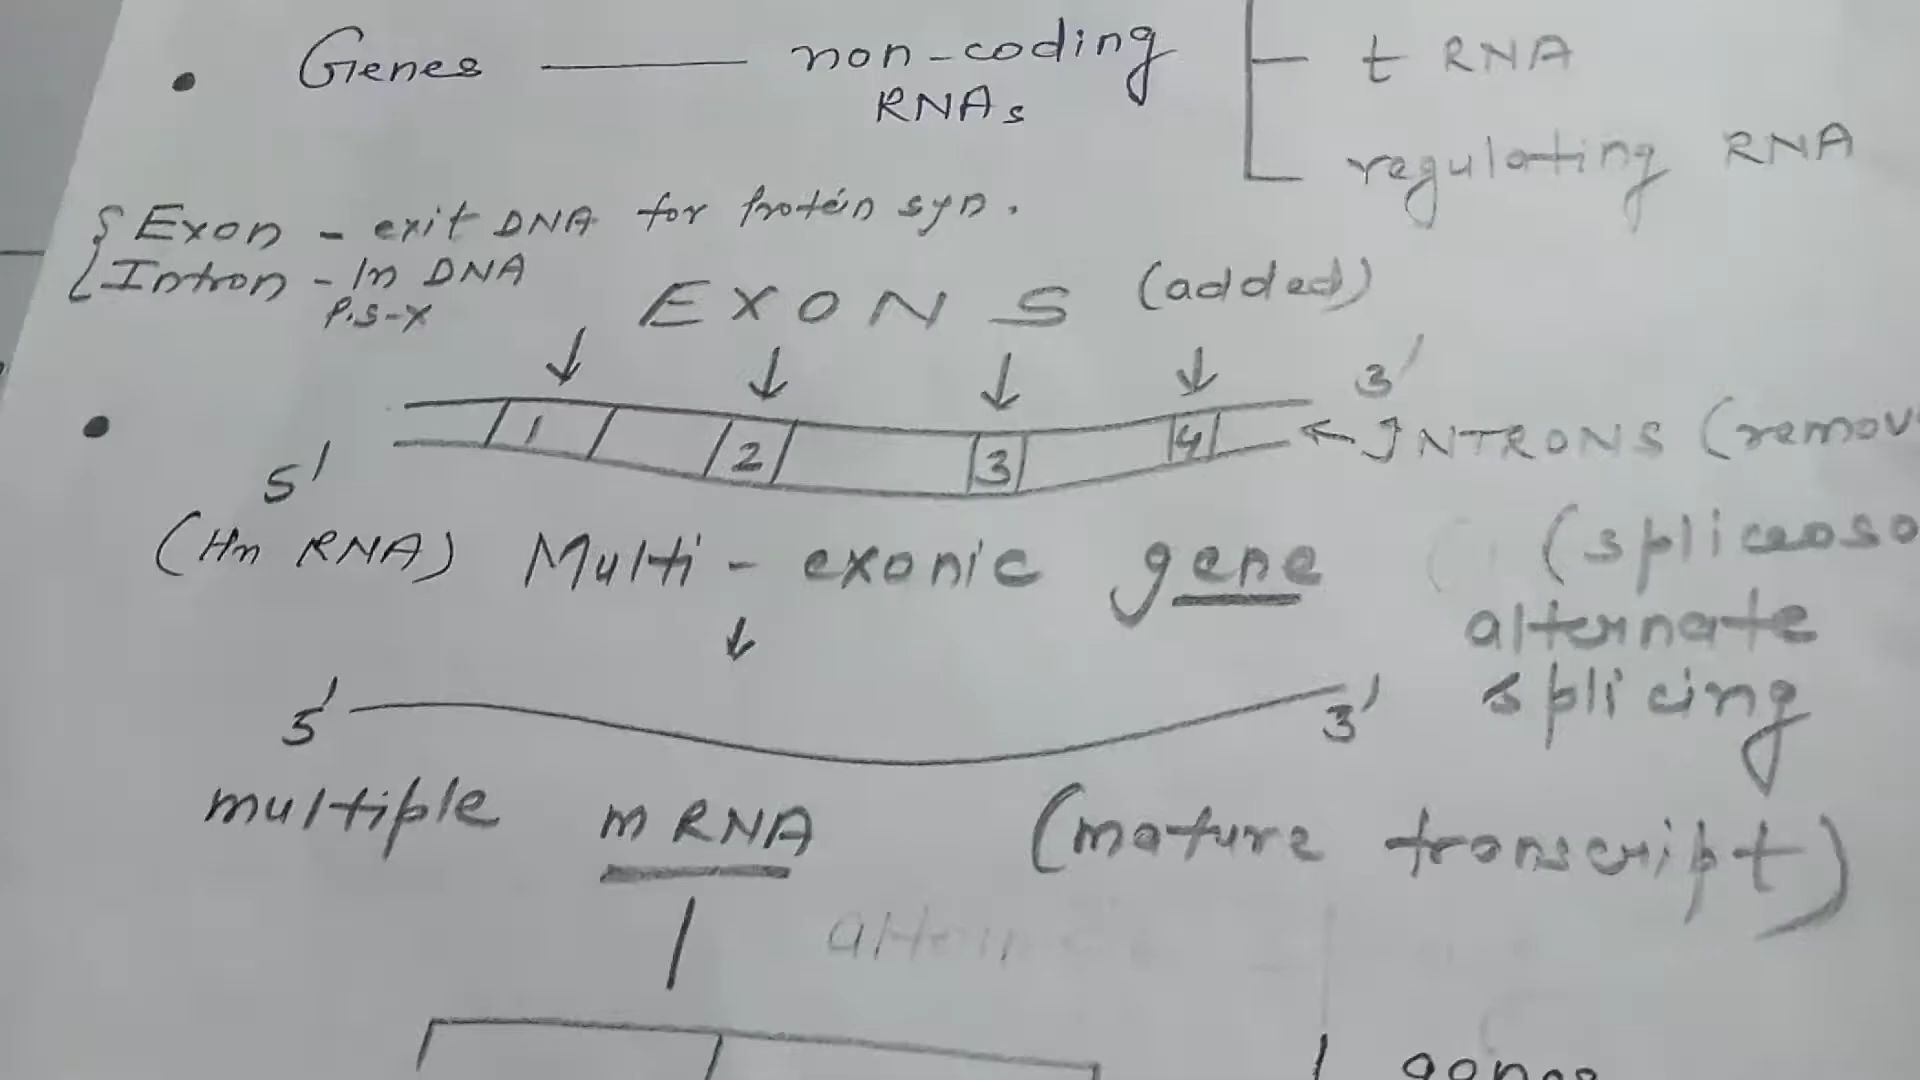 • Genes — non-coding RNAs
t RNA
regulating RNA
{ Exon - exit DNA for protein syn.
Intron - In DNA
P.S-X
EXONS (added)
1 2 3 4
5' 3'
← INTRONS (remov
(Hn RNA) Multi-exonic gene
(spliceoso
alternate
splicing
5' 3'
multiple mRNA (mature transcript)
altern
genes